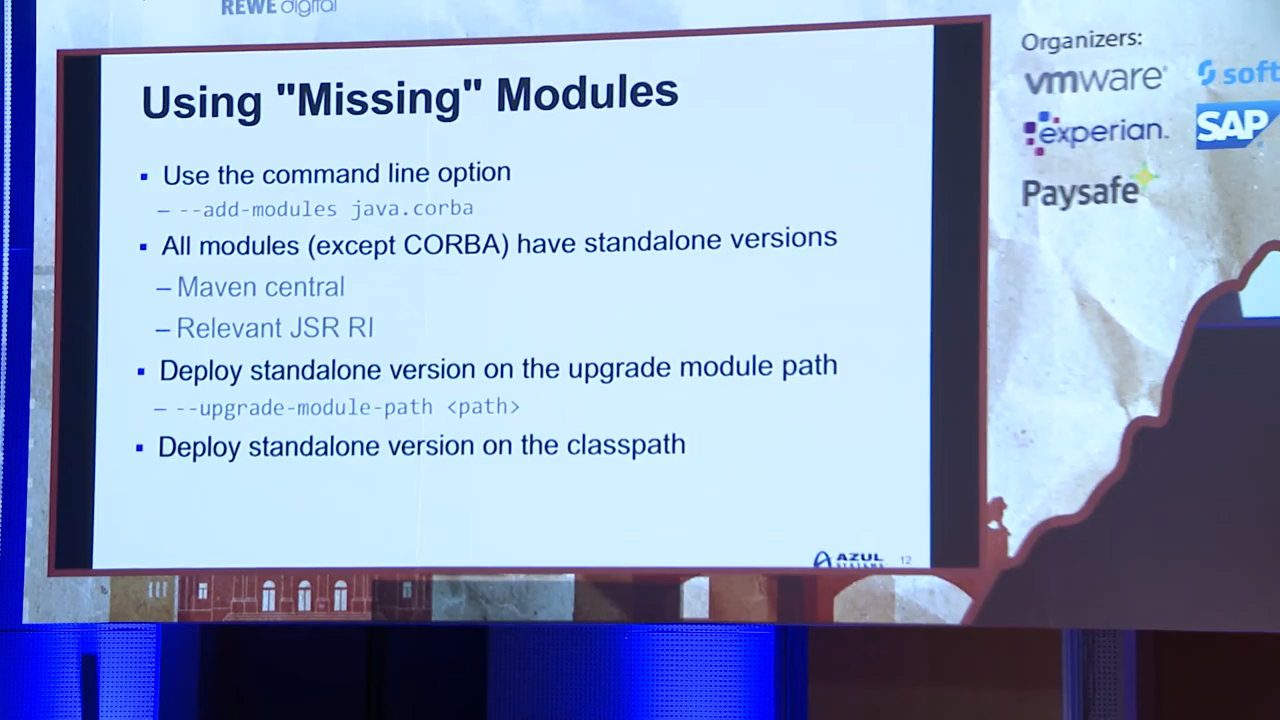 REWE digital
Using "Missing" Modules
▪ Use the command line option
– --add-modules java.corba
▪ All modules (except CORBA) have standalone versions
– Maven central
– Relevant JSR RI
▪ Deploy standalone version on the upgrade module path
– --upgrade-module-path <path>
▪ Deploy standalone version on the classpath
AZUL
SYSTEMS
12
Organizers:
vmware
soft
experian.
SAP
Paysafe